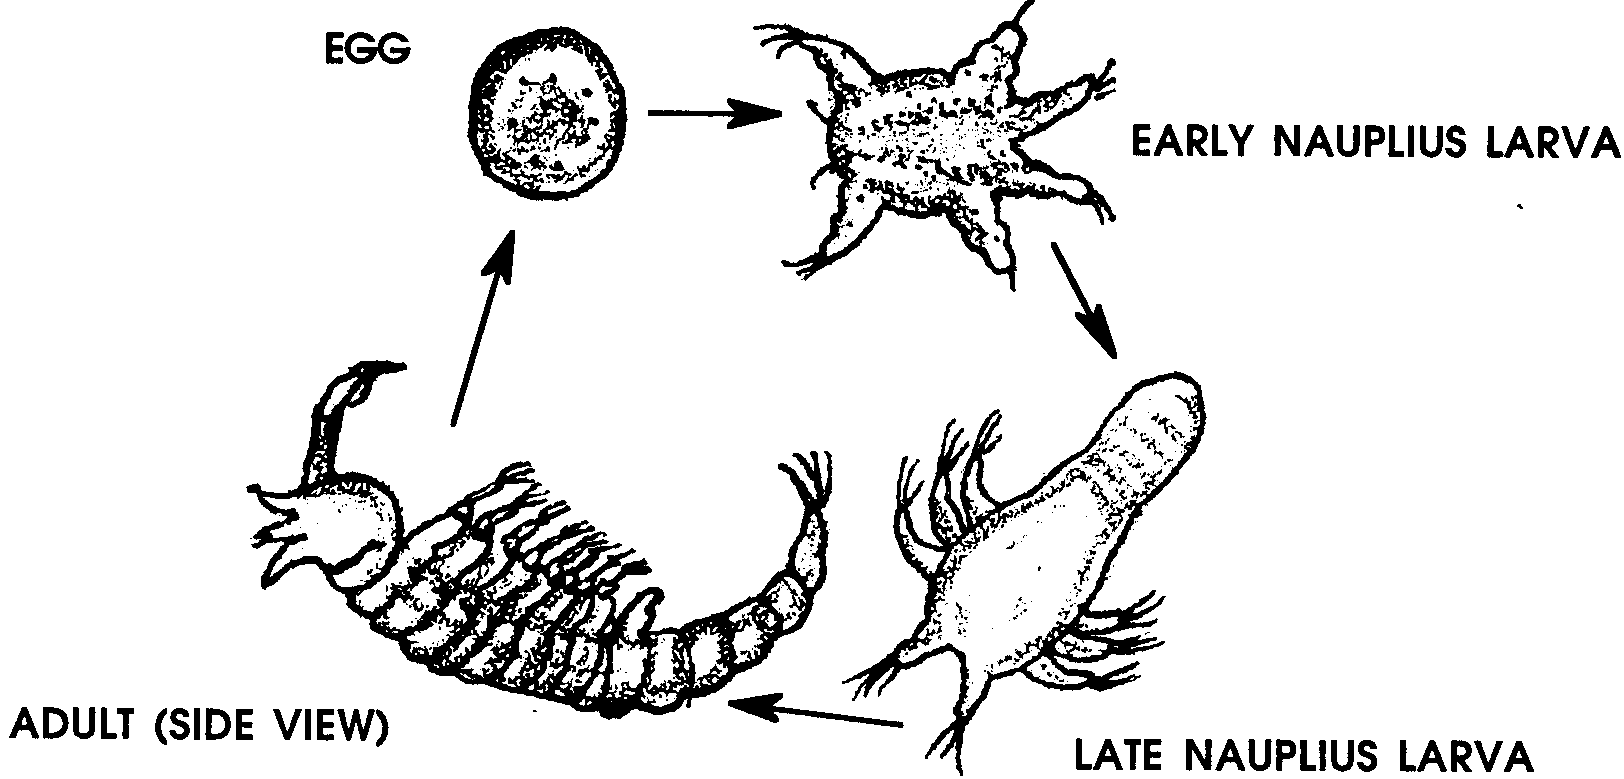 EGG
EARLY NAUPLIUS LARVA
ADULT (SIDE VIEW)
LATE NAUPLIUS LARVA